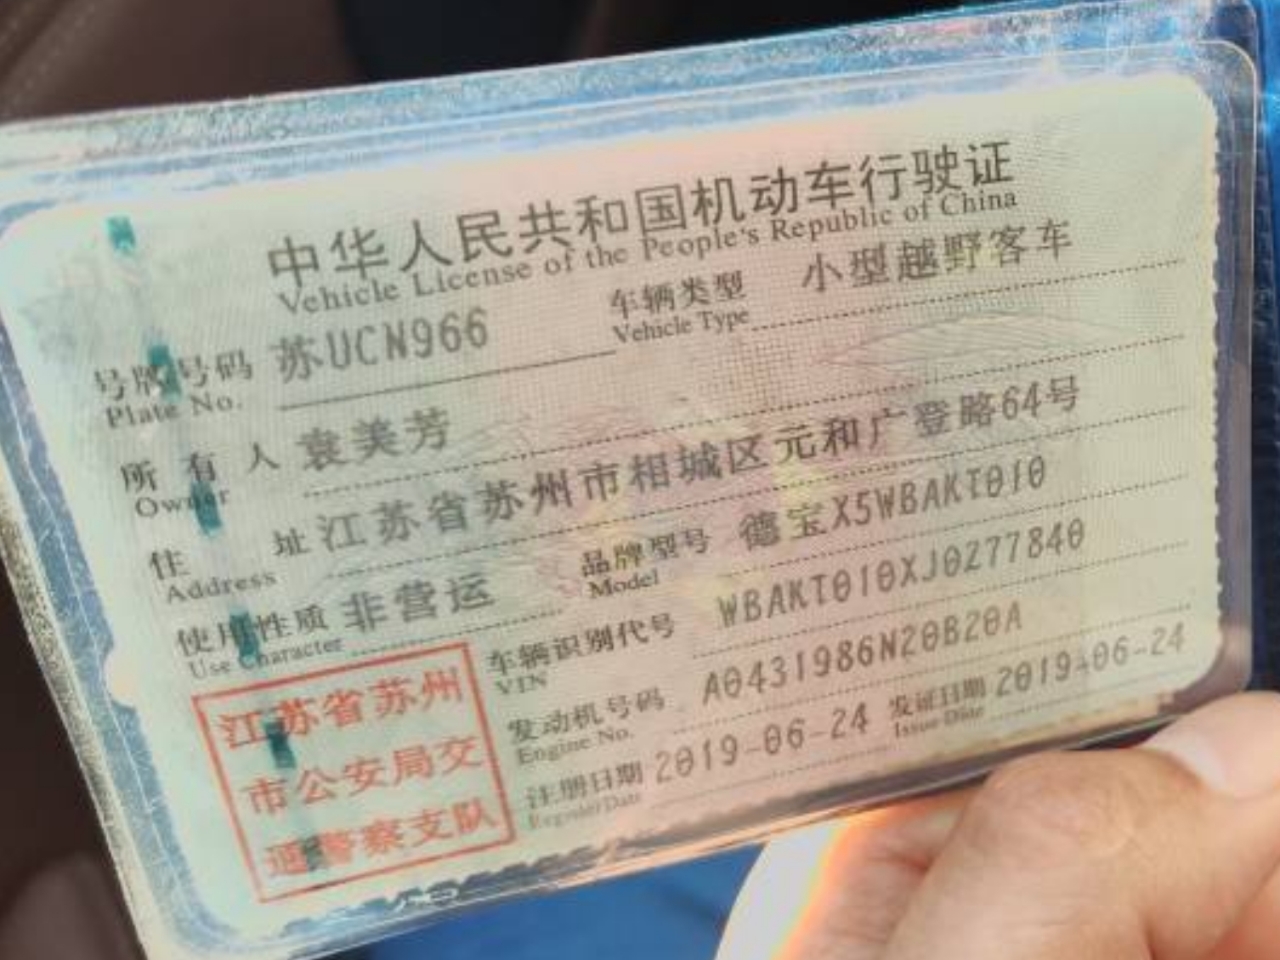 中华人民共和国机动车行驶证
Vehicle License of the People's Republic of China
号牌号码 苏UCN966 车辆类型 小型越野客车
Plate No. Vehicle Type
所有人 袁美芳
Owner
住址 江苏省苏州市相城区元和广登路64号
Address
使用性质 非营运 品牌型号 德宝X5WBAKT010
Use Character Model
车辆识别代号 WBAKT010XJ0277840
VIN
发动机号码 A0431986N20B20A
Engine No.
注册日期 2019-06-24 发证日期 2019-06-24
Register Date Issue Date
江苏省苏州
市公安局交
通警察支队